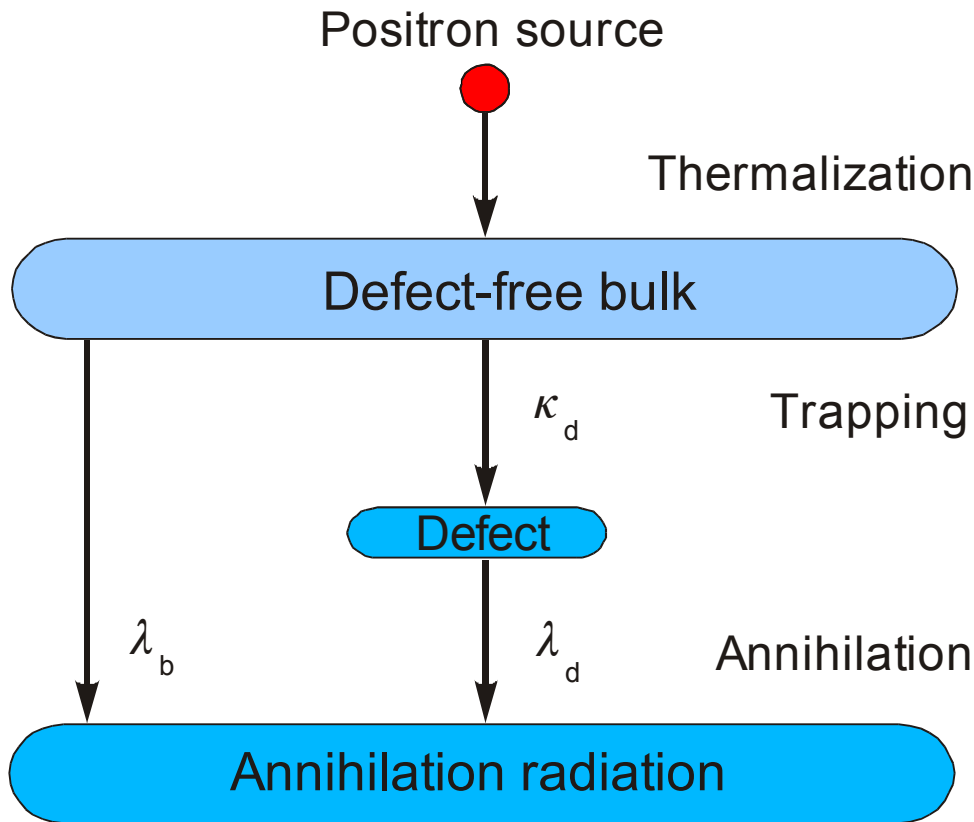 Positron source
Thermalization
Defect-free bulk
κd
Trapping
Defect
λb
λd
Annihilation
Annihilation radiation